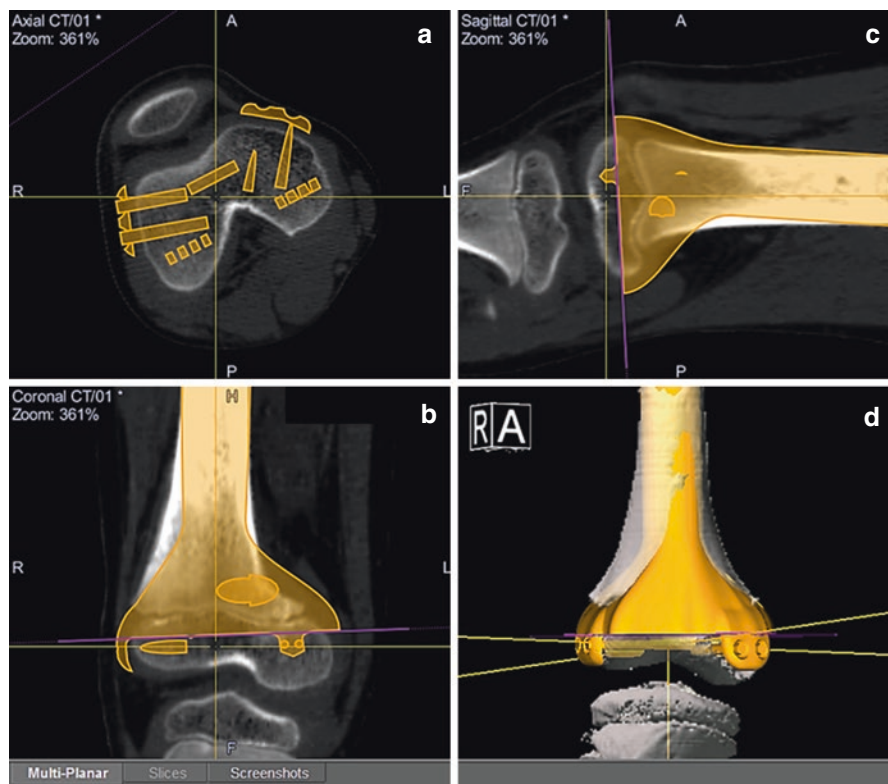 Axial CT/01 *
Zoom: 361%
A
a
R
L
P
Sagittal CT/01 *
Zoom: 361%
A
c
F
P
Coronal CT/01 *
Zoom: 361%
H
b
R
L
F
R A
d
Multi-Planar Slices Screenshots